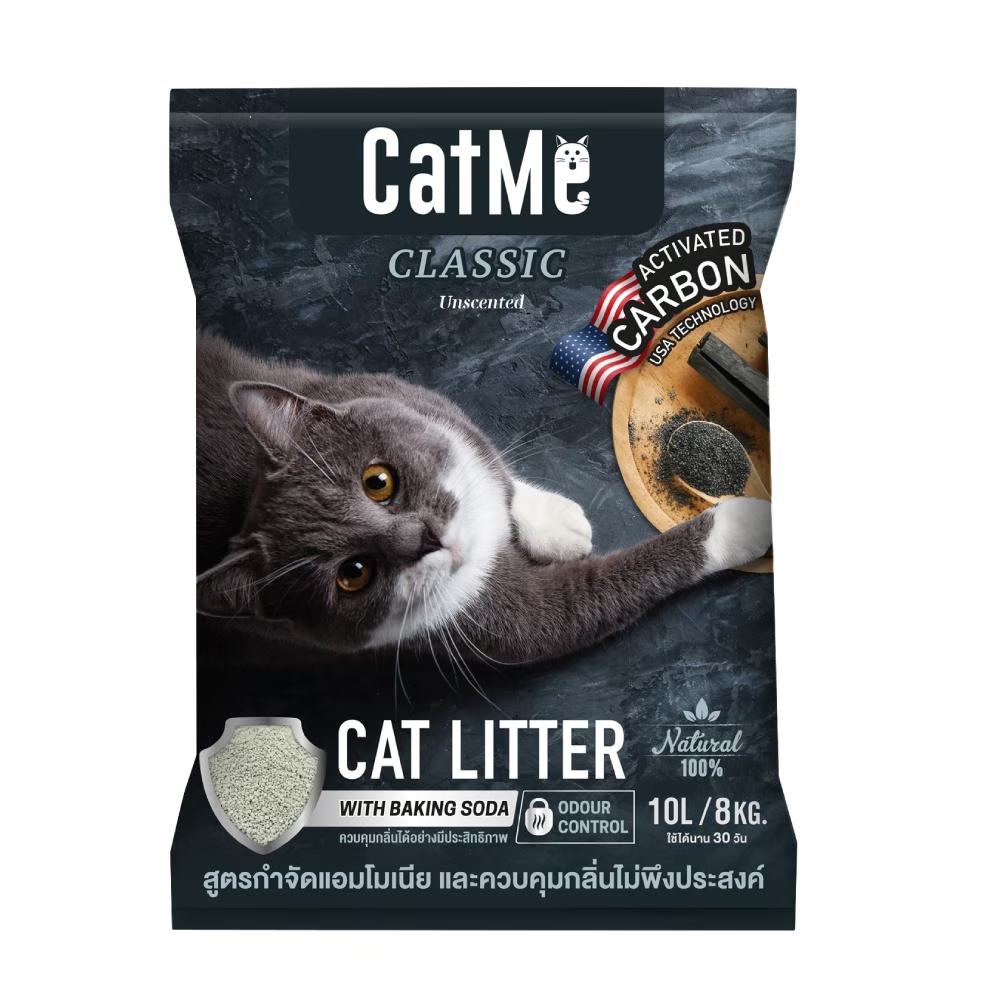 CatMe
CLASSIC
Unscented
ACTIVATED
CARBON
USA TECHNOLOGY
CAT LITTER
Natural
100%
WITH BAKING SODA
ควบคุมกลิ่นได้อย่างมีประสิทธิภาพ
ODOUR
CONTROL
10L/8KG.
ใช้ได้นาน 30 วัน
สูตรกำจัดแอมโมเนีย และควบคุมกลิ่นไม่พึงประสงค์